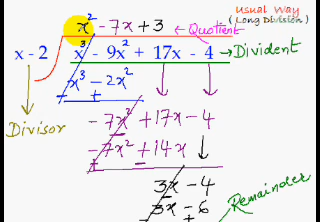 Usual Way
(Long Division)
x² - 7x + 3 ← Quotient
x - 2 x³ - 9x² + 17x - 4 → Divident
x³ - 2x²
- +
Divisor
- 7x² + 17x - 4
- 7x² + 14x
+ -
3x - 4
3x - 6
- +
Remainder